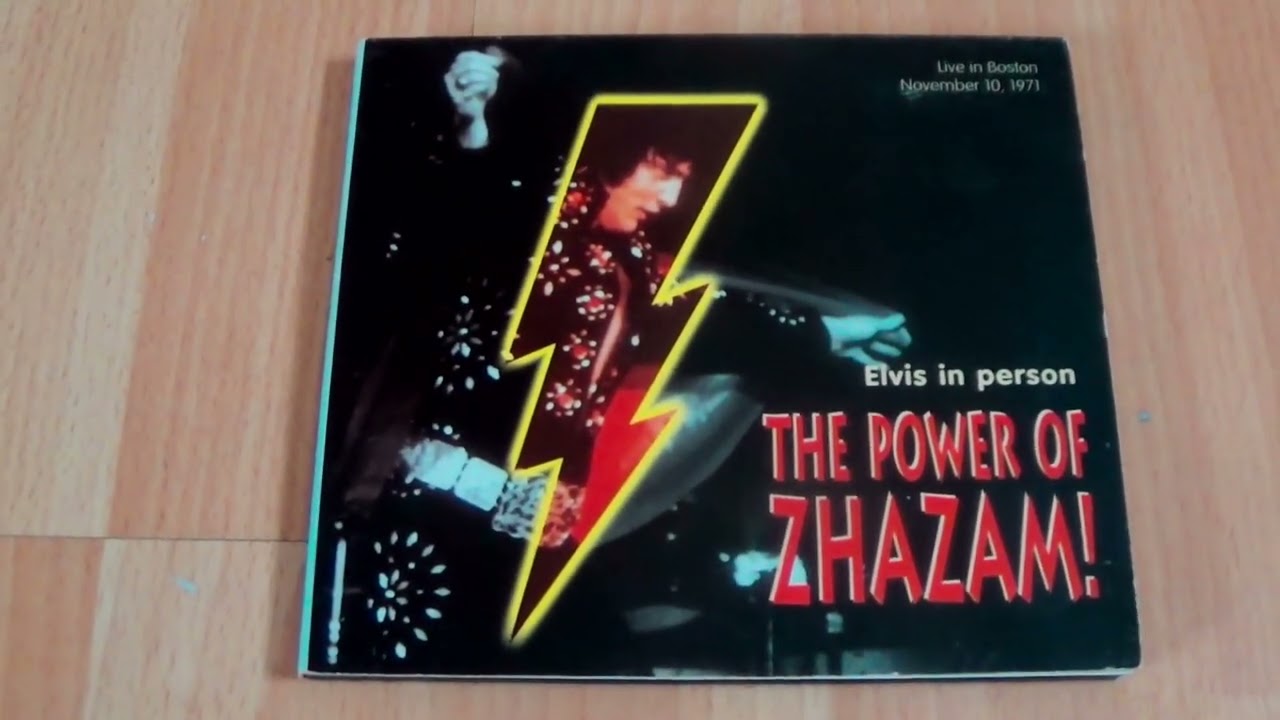 Live in Boston
November 10, 1971
Elvis in person
THE POWER OF
ZHAZAM!